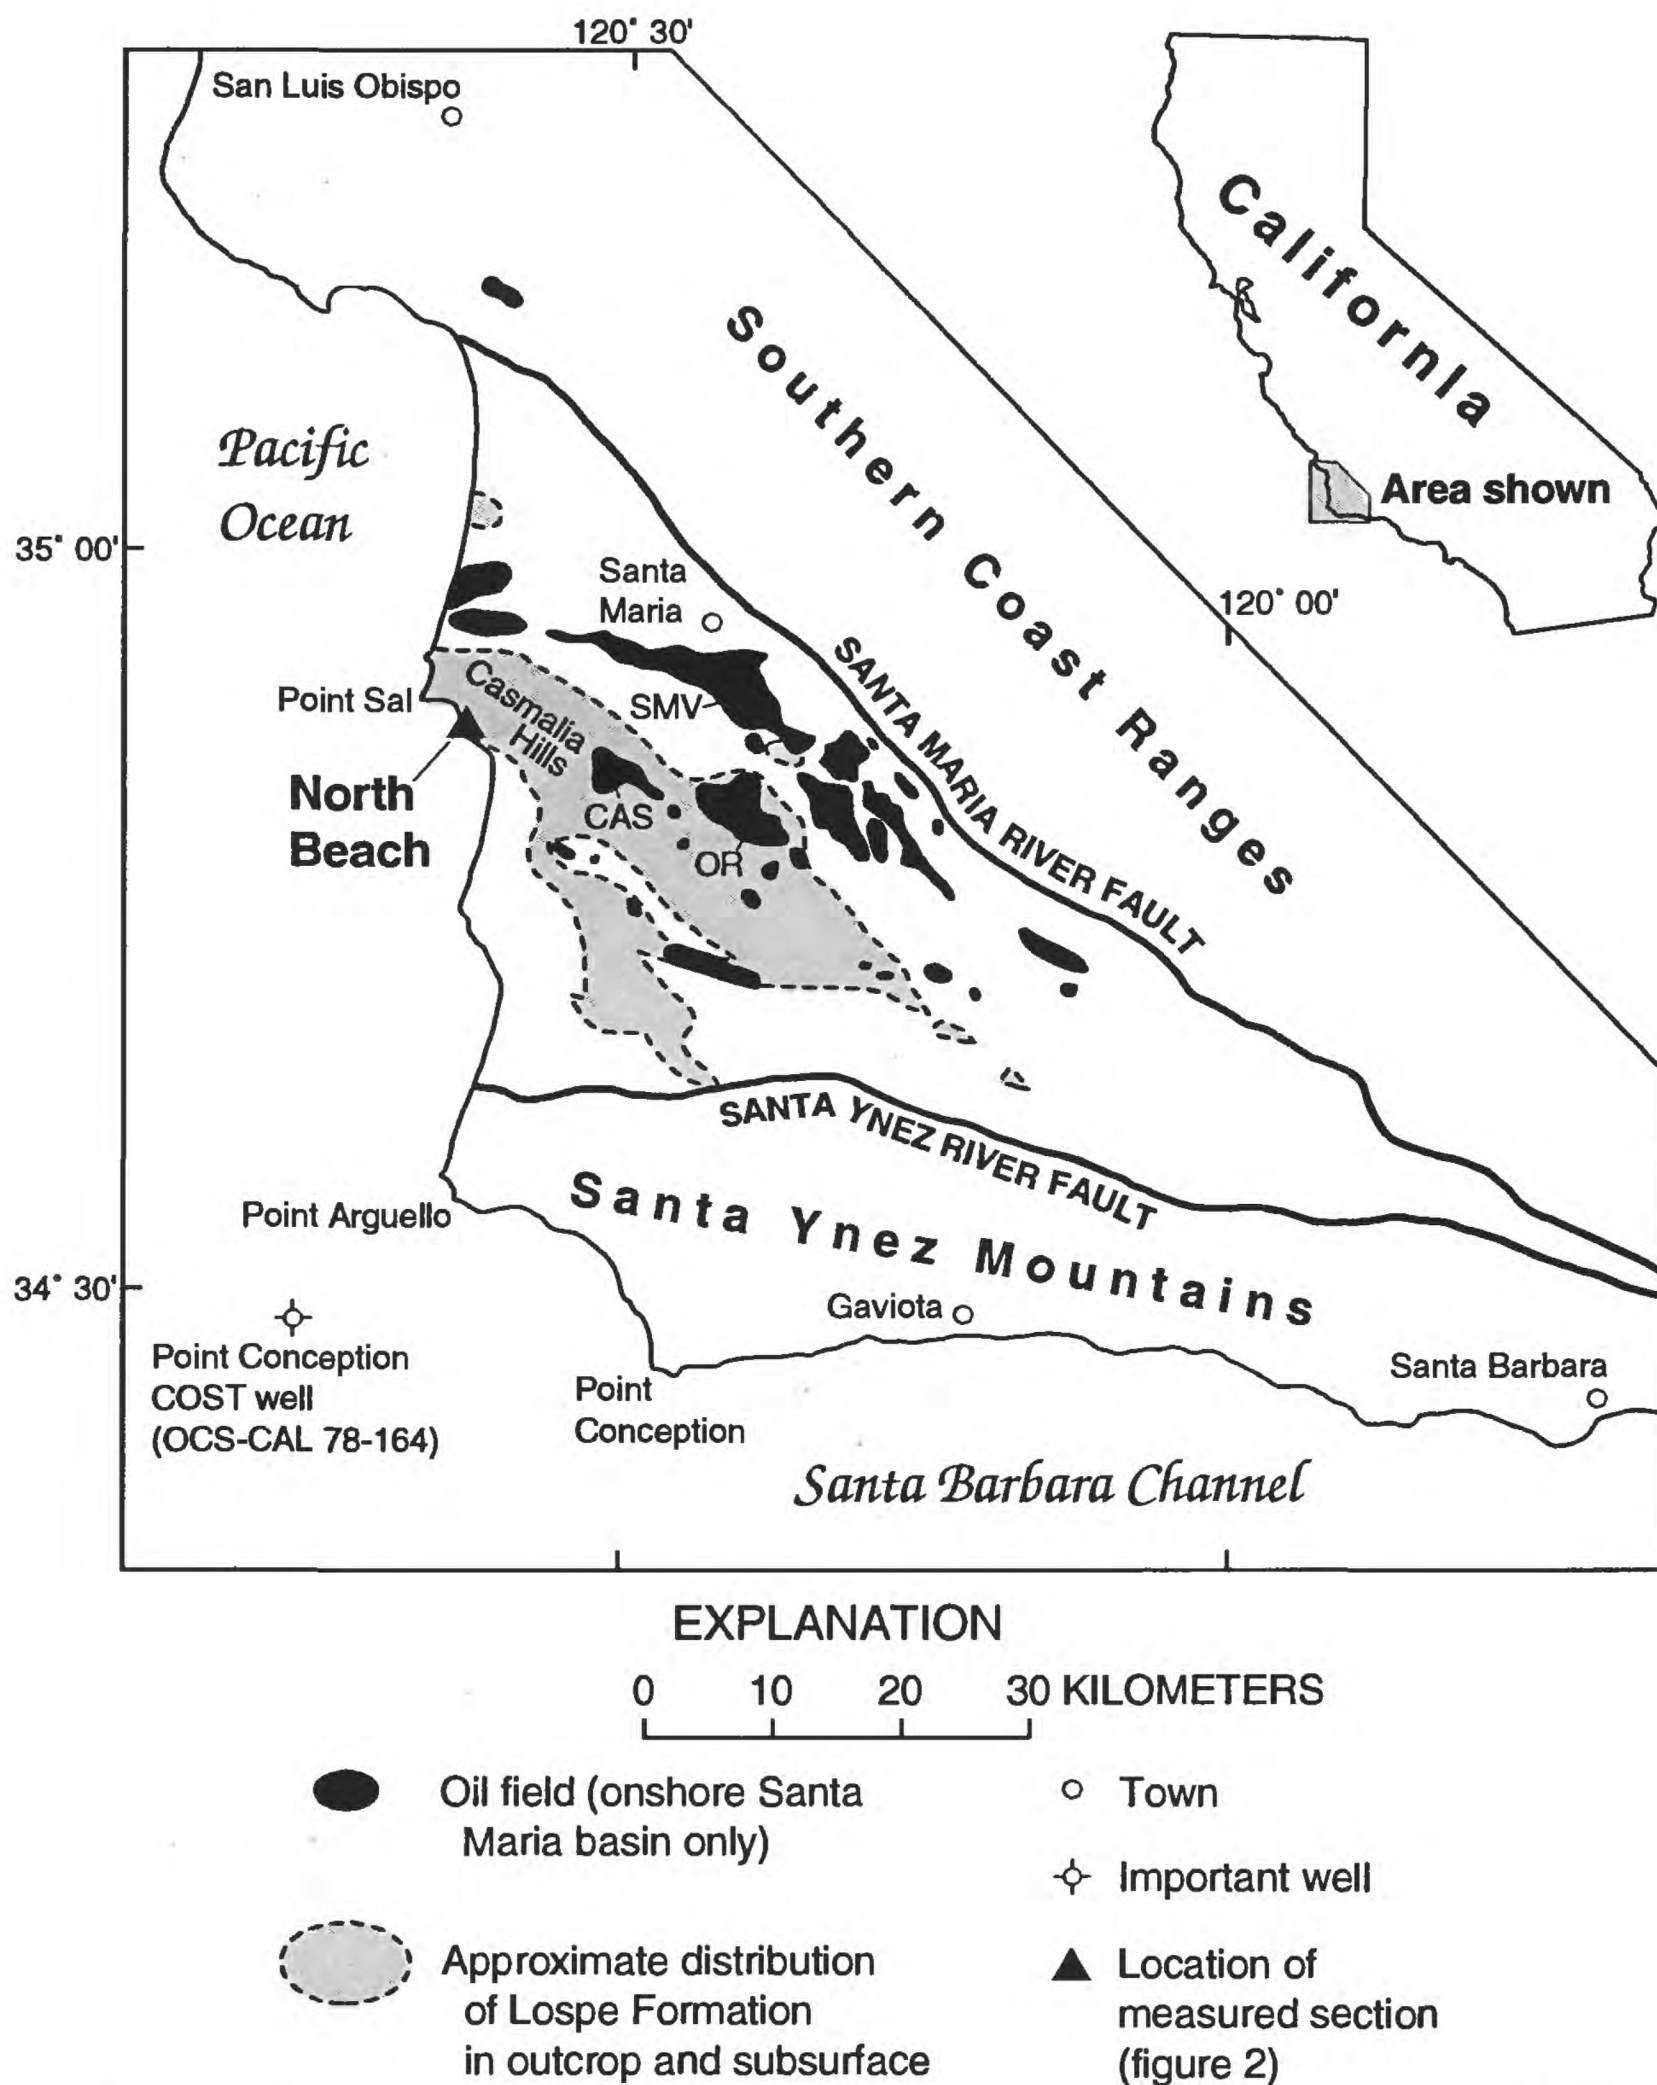 120° 30'
San Luis Obispo
California
Southern Coast Ranges
Pacific
Ocean
Area shown
35° 00'
Santa
Maria
120° 00'
SANTA MARIA RIVER FAULT
Casmalia
Hills
Point Sal
SMV
North
Beach
CAS
OR
SANTA YNEZ RIVER FAULT
Santa Ynez Mountains
Point Arguello
34° 30'
Gaviota
Point Conception
COST well
(OCS-CAL 78-164)
Point
Conception
Santa Barbara
Santa Barbara Channel
EXPLANATION
0 10 20 30 KILOMETERS
Oil field (onshore Santa
Maria basin only)
Town
Important well
Approximate distribution
of Lospe Formation
in outcrop and subsurface
Location of
measured section
(figure 2)